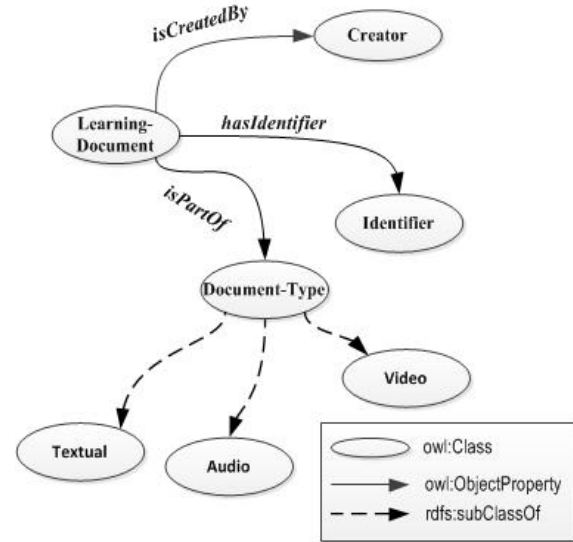 isCreatedBy
Creator
Learning-
Document
hasIdentifier
isPartOf
Identifier
Document-Type
Video
Textual
Audio
owl:Class
owl:ObjectProperty
rdfs:subClassOf